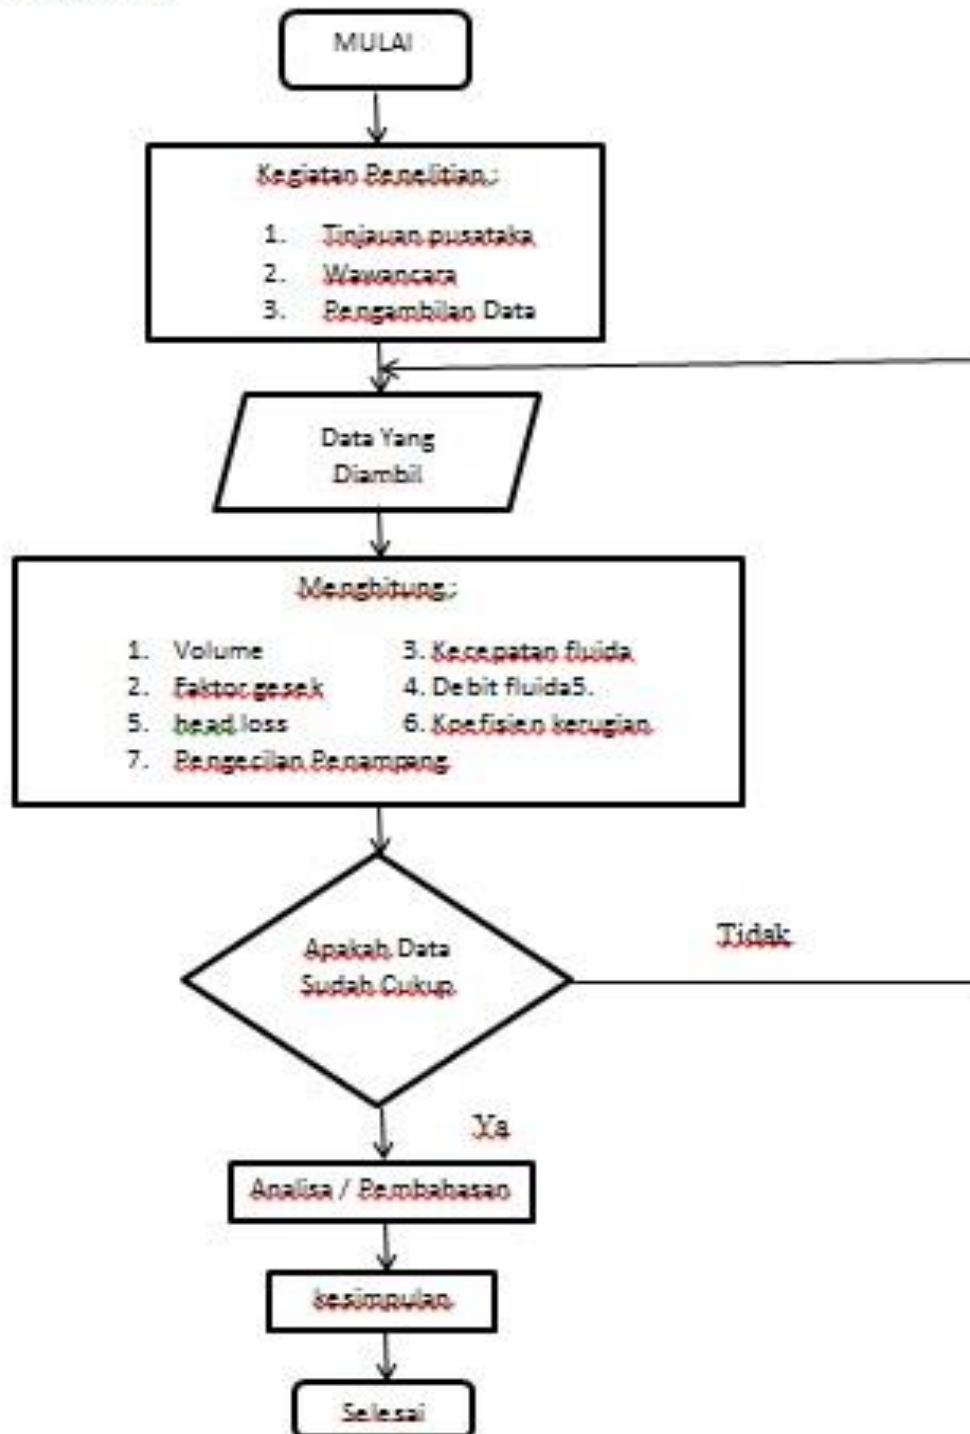 MULAI
Kegiatan Penelitian :
1. Tinjauan pusataka
2. Wawancara
3. Pengambilan Data
Data Yang
Diambil
Menghitung :
1. Volume 3. Kecepatan fluida
2. Faktor gesek 4. Debit fluida5.
5. head loss 6. Koefisien kerugian
7. Pengecilan Penampang
Apakah Data
Sudah Cukup
Tidak
Ya
Analisa / Pembahasan
kesimpulan
Selesai